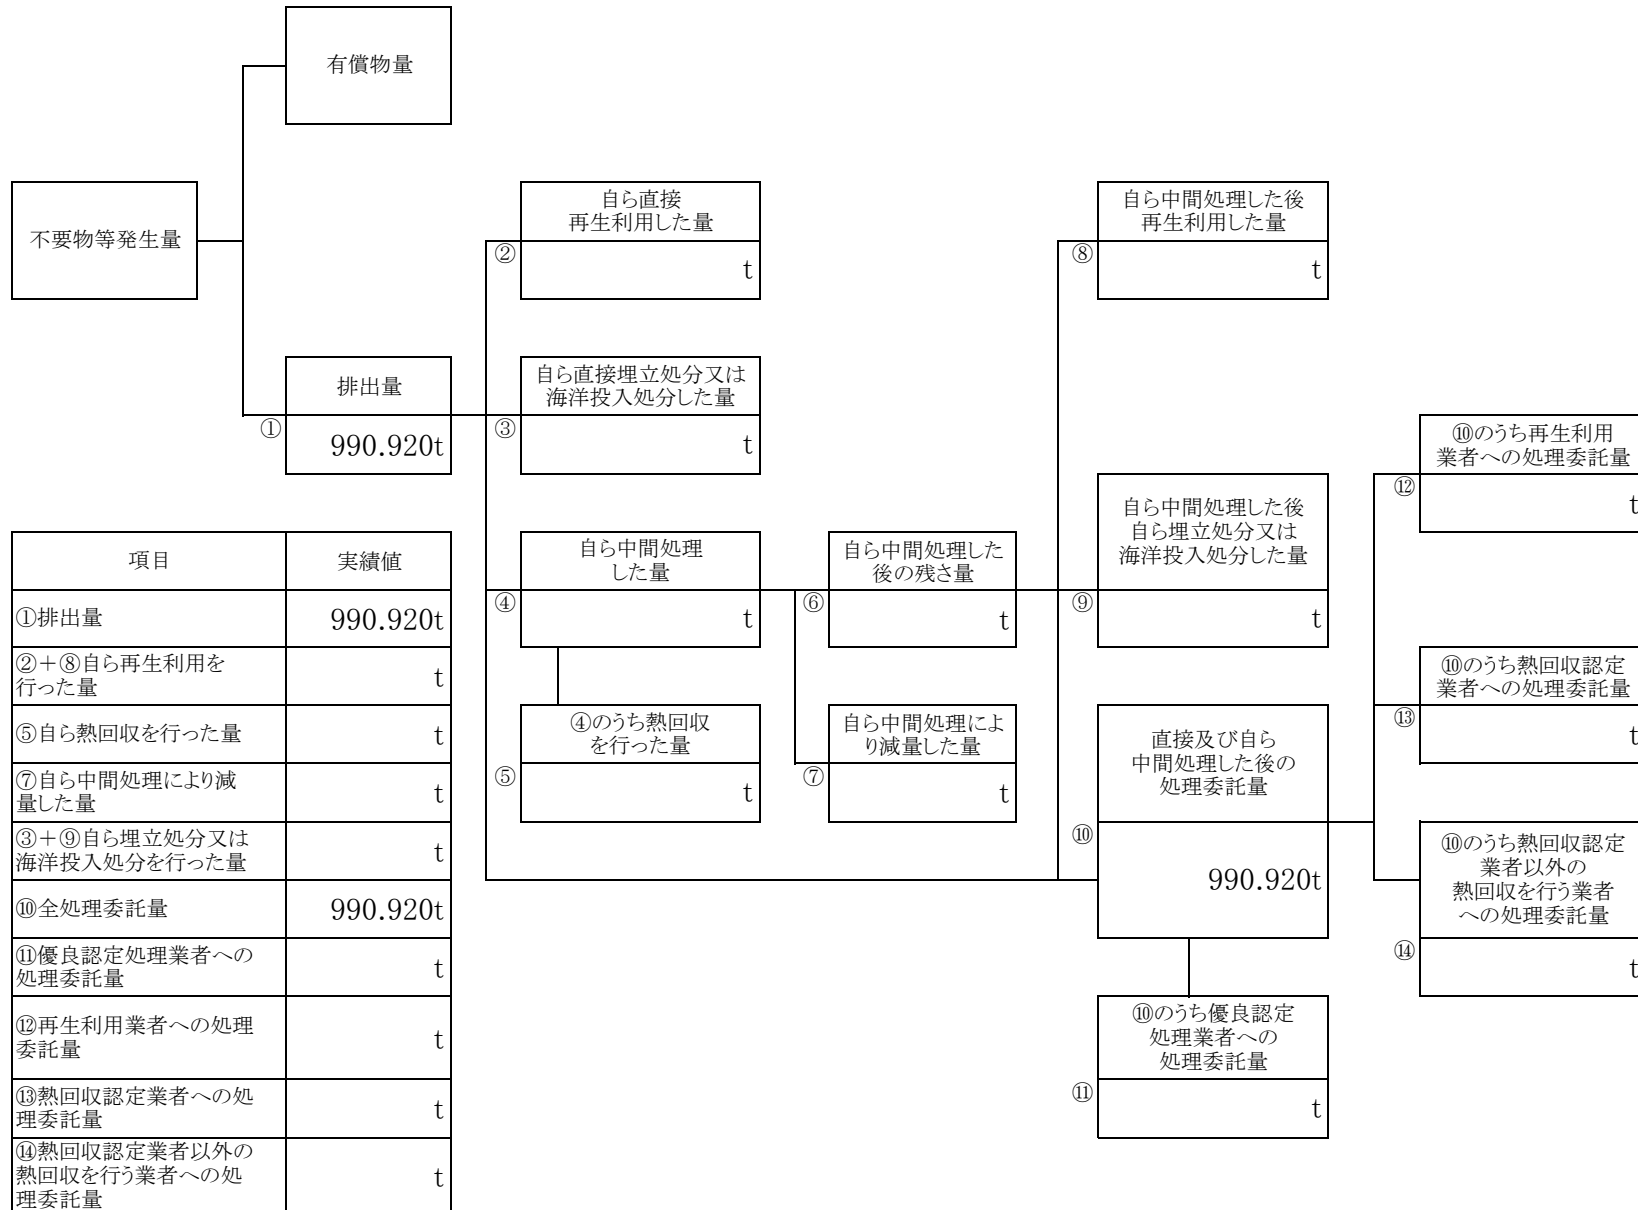 有償物量
不要物等発生量
排出量
①
990.920t
自ら直接
再生利用した量
②
t
自ら直接埋立処分又は
海洋投入処分した量
③
t
自ら中間処理
した量
④
t
④のうち熱回収
を行った量
⑤
t
自ら中間処理した
後の残さ量
⑥
t
自ら中間処理によ
り減量した量
⑦
t
自ら中間処理した後
再生利用した量
⑧
t
自ら中間処理した後
自ら埋立処分又は
海洋投入処分した量
⑨
t
直接及び自ら
中間処理した後の
処理委託量
⑩
990.920t
⑩のうち優良認定
処理業者への
処理委託量
⑪
t
⑩のうち再生利用
業者への処理委託量
⑫
t
⑩のうち熱回収認定
業者への処理委託量
⑬
t
⑩のうち熱回収認定
業者以外の
熱回収を行う業者
への処理委託量
⑭
t
項目 実績値
①排出量 990.920t
②+⑧自ら再生利用を
行った量 t
⑤自ら熱回収を行った量 t
⑦自ら中間処理により減
量した量 t
③+⑨自ら埋立処分又は
海洋投入処分を行った量 t
⑩全処理委託量 990.920t
⑪優良認定処理業者への
処理委託量 t
⑫再生利用業者への処理
委託量 t
⑬熱回収認定業者への処
理委託量 t
⑭熱回収認定業者以外の
熱回収を行う業者への処
理委託量 t